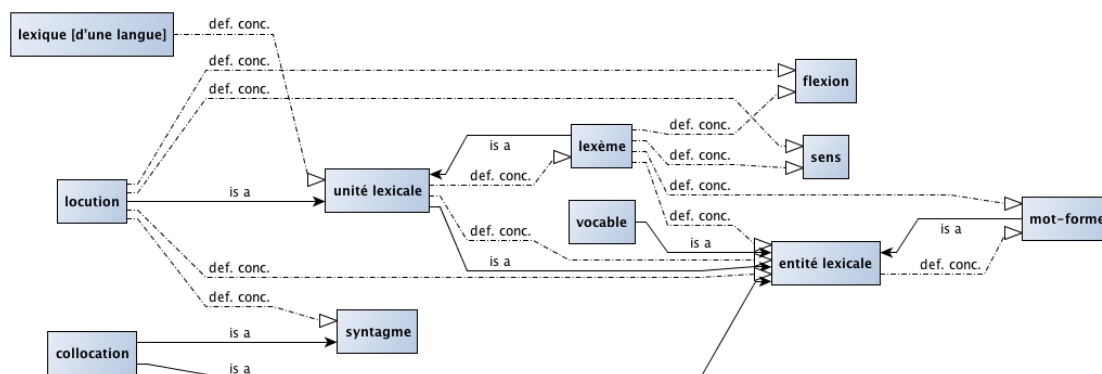 lexique [d'une langue]
def. conc.
def. conc.
flexion
def. conc.
def. conc.
lexème
is a
def. conc.
sens
def. conc.
unité lexicale
locution
is a
def. conc.
vocable
def. conc.
mot-forme
def. conc.
is a
is a
entité lexicale
def. conc.
is a
def. conc.
def. conc.
syntagme
is a
collocation
is a